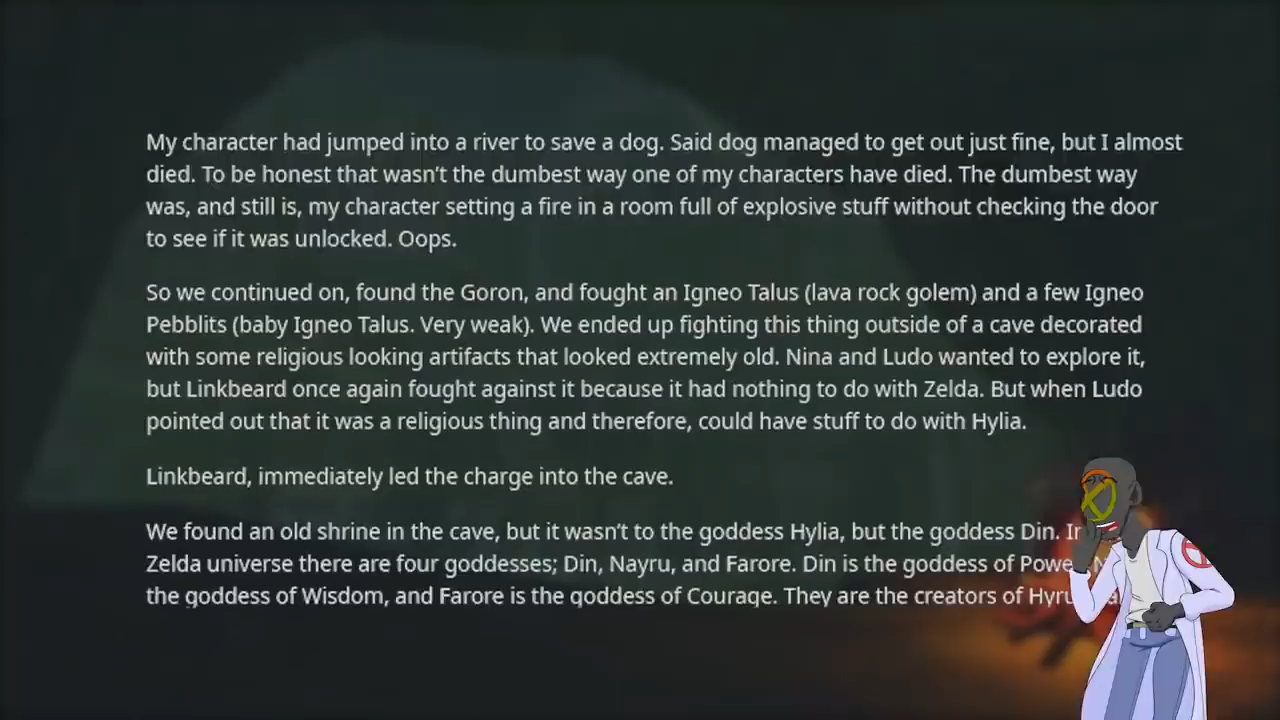 My character had jumped into a river to save a dog. Said dog managed to get out just fine, but I almost
died. To be honest that wasn't the dumbest way one of my characters have died. The dumbest way
was, and still is, my character setting a fire in a room full of explosive stuff without checking the door
to see if it was unlocked. Oops.
So we continued on, found the Goron, and fought an Igneo Talus (lava rock golem) and a few Igneo
Pebblits (baby Igneo Talus. Very weak). We ended up fighting this thing outside of a cave decorated
with some religious looking artifacts that looked extremely old. Nina and Ludo wanted to explore it,
but Linkbeard once again fought against it because it had nothing to do with Zelda. But when Ludo
pointed out that it was a religious thing and therefore, could have stuff to do with Hylia.
Linkbeard, immediately led the charge into the cave.
We found an old shrine in the cave, but it wasn't to the goddess Hylia, but the goddess Din.
Zelda universe there are four goddesses; Din, Nayru, and Farore. Din is the goddess of
the goddess of Wisdom, and Farore is the goddess of Courage. They are the creators of